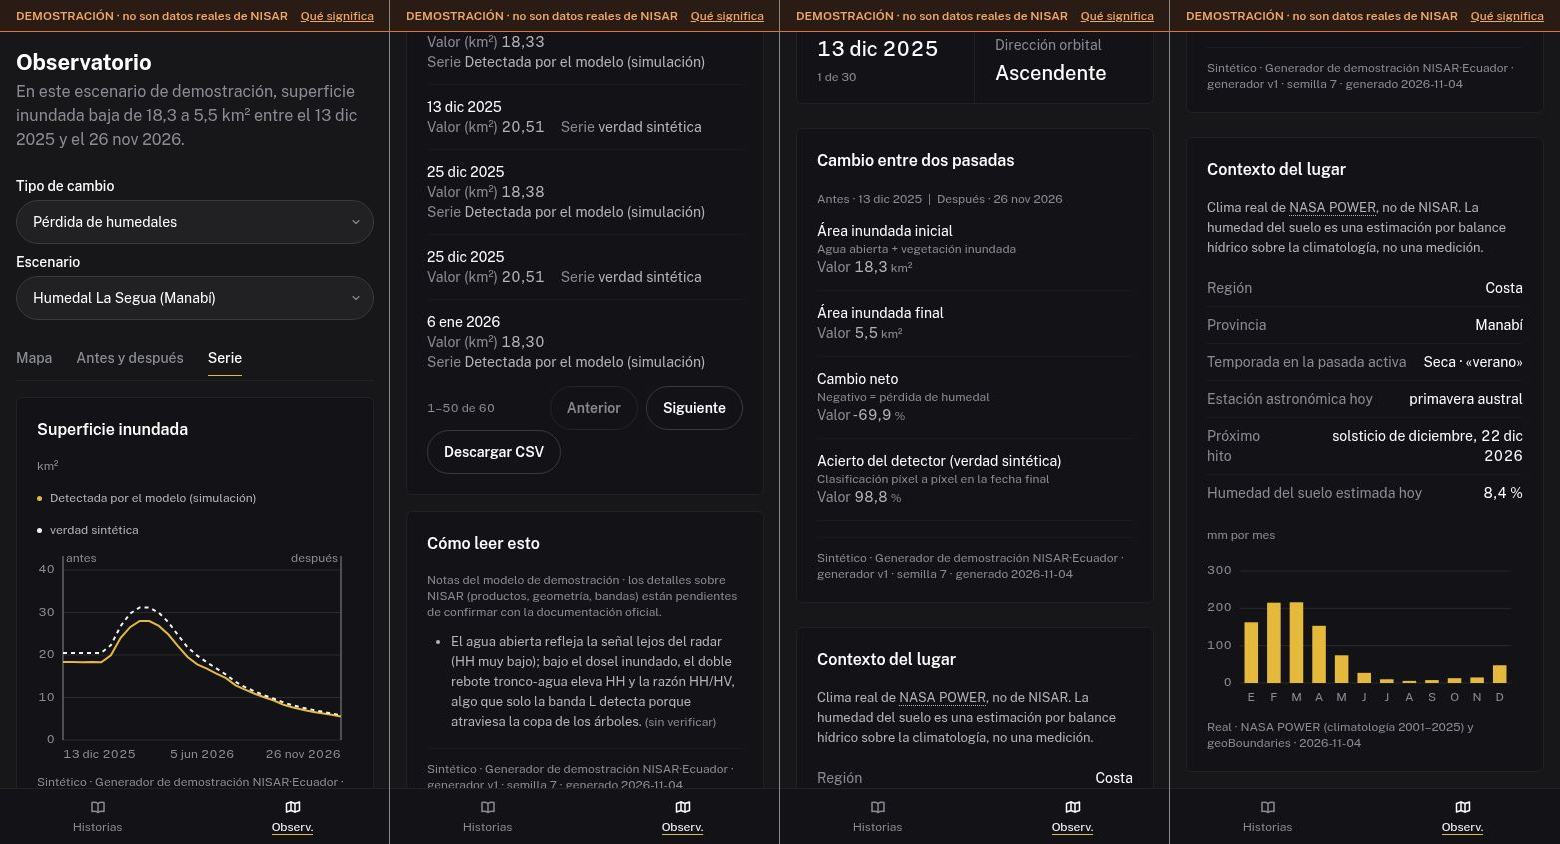 DEMOSTRACIÓN · no son datos reales de NISAR Qué significa
Observatorio
En este escenario de demostración, superficie
inundada baja de 18,3 a 5,5 km² entre el 13 dic
2025 y el 26 nov 2026.
Tipo de cambio
Pérdida de humedales
Escenario
Humedal La Segua (Manabí)
Mapa Antes y después Serie
Superficie inundada
km²
Detectada por el modelo (simulación)
verdad sintética
antes después
40
30
20
10
0
13 dic 2025 5 jun 2026 26 nov 2026
Sintético · Generador de demostración NISAR·Ecuador ·
Historias Observ.
DEMOSTRACIÓN · no son datos reales de NISAR Qué significa
Valor (km²) 18,33
Serie Detectada por el modelo (simulación)
13 dic 2025
Valor (km²) 20,51 Serie verdad sintética
25 dic 2025
Valor (km²) 18,38
Serie Detectada por el modelo (simulación)
25 dic 2025
Valor (km²) 20,51 Serie verdad sintética
6 ene 2026
Valor (km²) 18,30
Serie Detectada por el modelo (simulación)
1–50 de 60 Anterior Siguiente
Descargar CSV
Cómo leer esto
Notas del modelo de demostración · los detalles sobre
NISAR (productos, geometría, bandas) están pendientes
de confirmar con la documentación oficial.
• El agua abierta refleja la señal lejos del radar
(HH muy bajo); bajo el dosel inundado, el doble
rebote tronco-agua eleva HH y la razón HH/HV,
algo que solo la banda L detecta porque
atraviesa la copa de los árboles. (sin verificar)
Sintético · Generador de demostración NISAR·Ecuador ·
generador v1 · semilla 7 · generado 2026-11-04
Historias Observ.
DEMOSTRACIÓN · no son datos reales de NISAR Qué significa
13 dic 2025
1 de 30
Dirección orbital
Ascendente
Cambio entre dos pasadas
Antes · 13 dic 2025 | Después · 26 nov 2026
Área inundada inicial
Agua abierta + vegetación inundada
Valor 18,3 km²
Área inundada final
Valor 5,5 km²
Cambio neto
Negativo = pérdida de humedal
Valor -69,9 %
Acierto del detector (verdad sintética)
Clasificación píxel a píxel en la fecha final
Valor 98,8 %
Sintético · Generador de demostración NISAR·Ecuador ·
generador v1 · semilla 7 · generado 2026-11-04
Contexto del lugar
Clima real de NASA POWER, no de NISAR. La
humedad del suelo es una estimación por balance
hídrico sobre la climatología, no una medición.
Región Costa
Historias Observ.
DEMOSTRACIÓN · no son datos reales de NISAR Qué significa
Sintético · Generador de demostración NISAR·Ecuador ·
generador v1 · semilla 7 · generado 2026-11-04
Contexto del lugar
Clima real de NASA POWER, no de NISAR. La
humedad del suelo es una estimación por balance
hídrico sobre la climatología, no una medición.
Región Costa
Provincia Manabí
Temporada en la pasada activa Seca · «verano»
Estación astronómica hoy primavera austral
Próximo hito solsticio de diciembre, 22 dic 2026
Humedad del suelo estimada hoy 8,4 %
mm por mes
300
200
100
0
E F M A M J J A S O N D
Real · NASA POWER (climatología 2001–2025) y
geoBoundaries · 2026-11-04
Historias Observ.